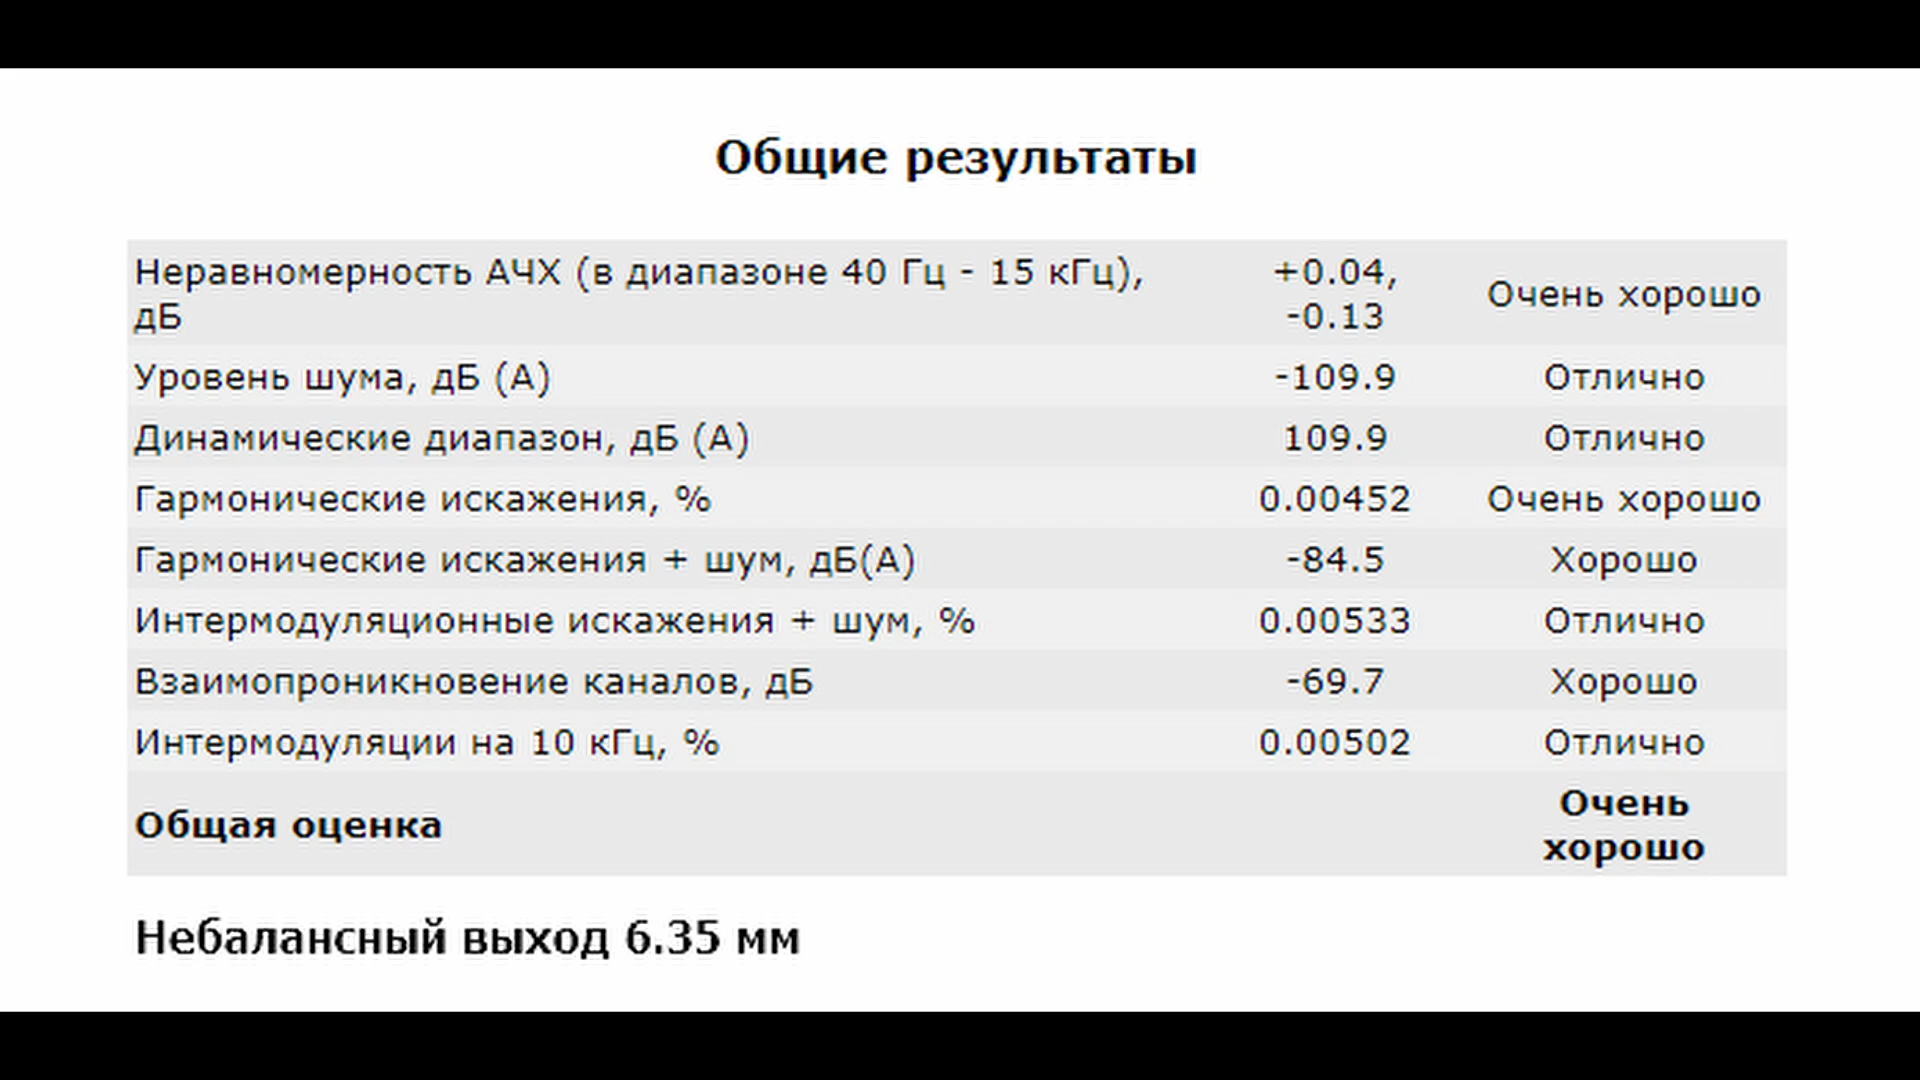 Общие результаты
Неравномерность АЧХ (в диапазоне 40 Гц - 15 кГц), дБ +0.04, -0.13 Очень хорошо
Уровень шума, дБ (А) -109.9 Отлично
Динамические диапазон, дБ (А) 109.9 Отлично
Гармонические искажения, % 0.00452 Очень хорошо
Гармонические искажения + шум, дБ(А) -84.5 Хорошо
Интермодуляционные искажения + шум, % 0.00533 Отлично
Взаимопроникновение каналов, дБ -69.7 Хорошо
Интермодуляции на 10 кГц, % 0.00502 Отлично
Общая оценка Очень хорошо
Небалансный выход 6.35 мм